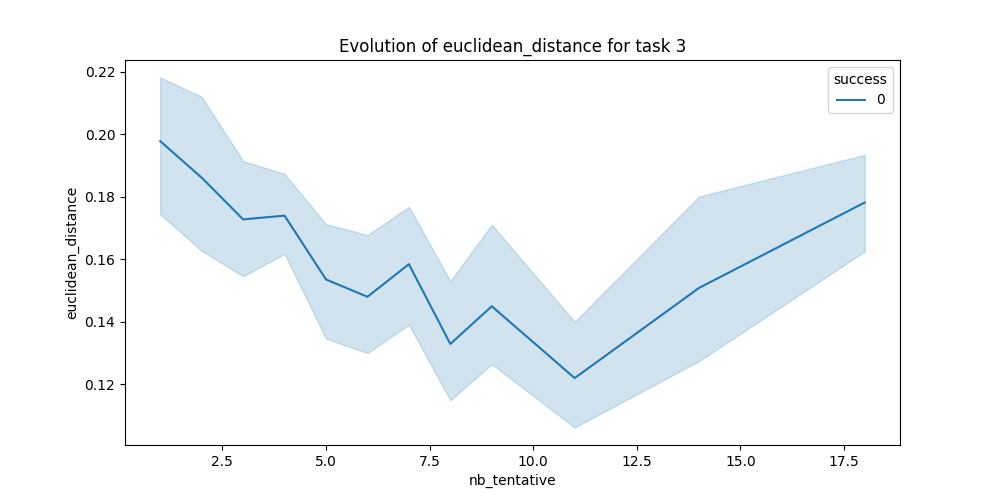 Evolution of euclidean_distance for task 3
success
0
euclidean_distance
0.22
0.20
0.18
0.16
0.14
0.12
2.5 5.0 7.5 10.0 12.5 15.0 17.5
nb_tentative